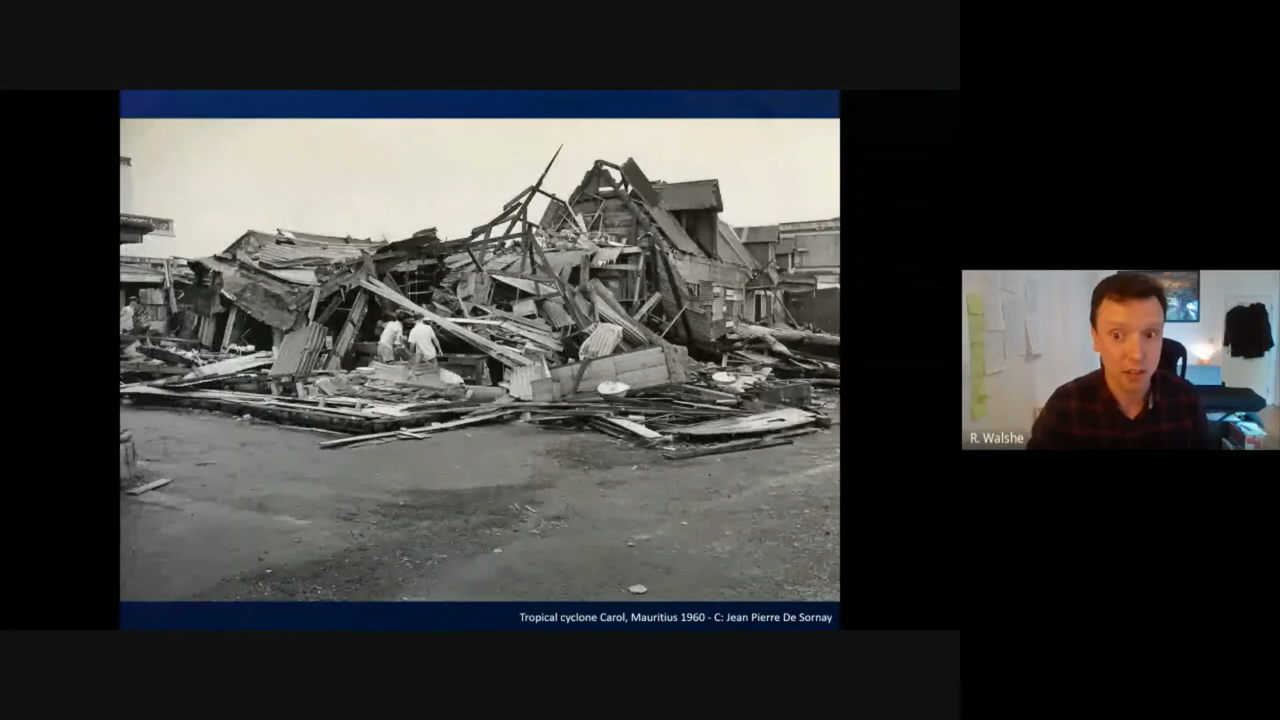 Tropical cyclone Carol, Mauritius 1960 - C: Jean Pierre De Sornay
R. Walshe